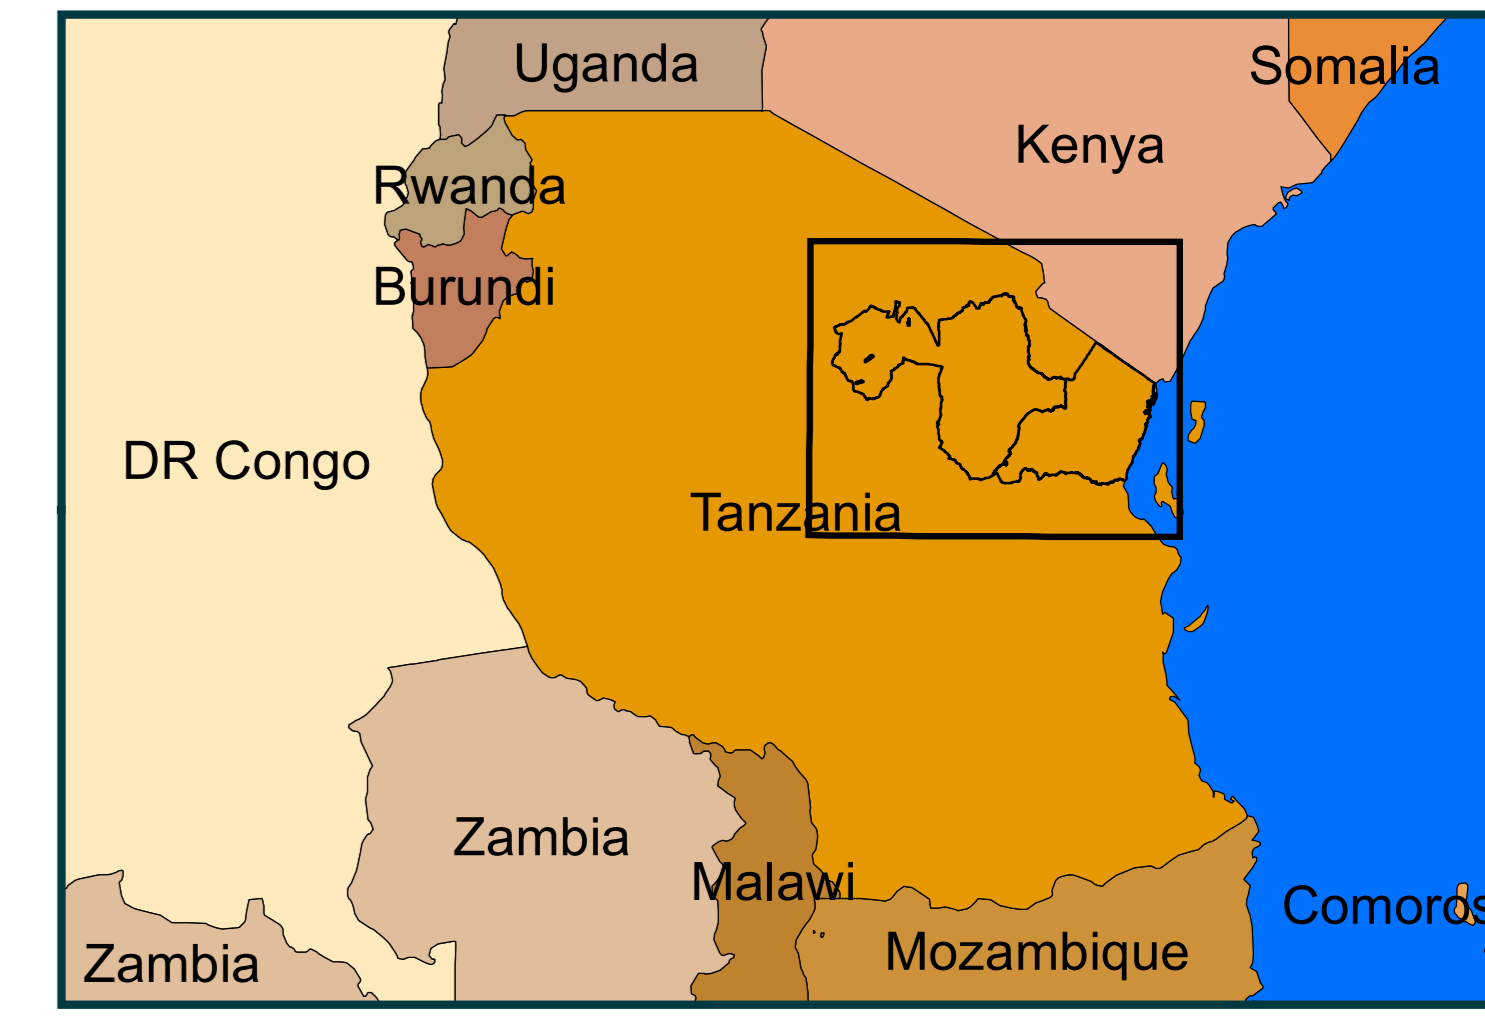 Uganda
Somalia
Kenya
Rwanda
Burundi
DR Congo
Tanzania
Zambia
Malawi
Comoros
Mozambique
Zambia